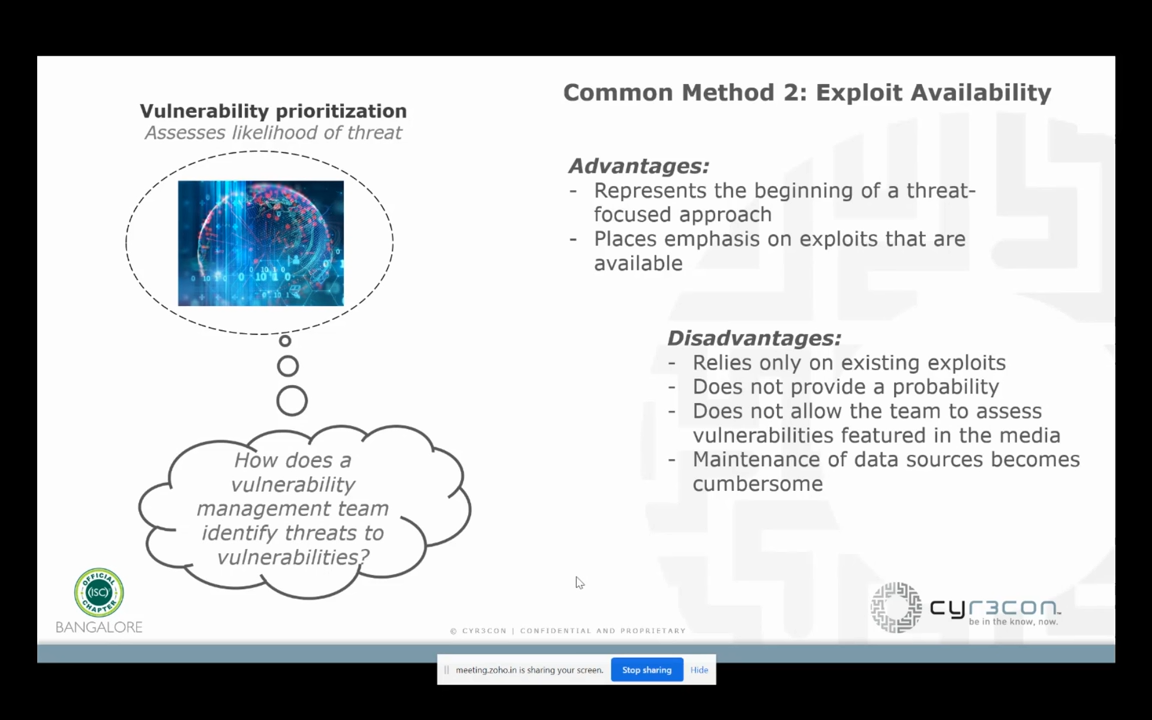 Common Method 2: Exploit Availability
Vulnerability prioritization
Assesses likelihood of threat
Advantages:
- Represents the beginning of a threat-
focused approach
- Places emphasis on exploits that are
available
Disadvantages:
- Relies only on existing exploits
- Does not provide a probability
- Does not allow the team to assess
vulnerabilities featured in the media
- Maintenance of data sources becomes
cumbersome
How does a
vulnerability
management team
identify threats to
vulnerabilities?
OFFICIAL
(ISC)²
CHAPTER
BANGALORE
© CYR3CON | CONFIDENTIAL AND PROPRIETARY
cyr3con™
be in the know, now.
meeting.zoho.in is sharing your screen.
Stop sharing
Hide